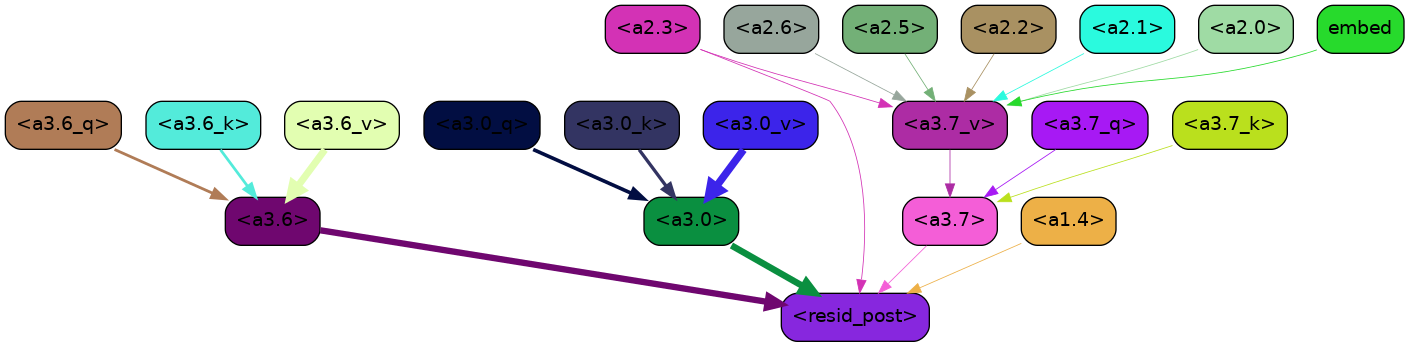 <a2.3> <a2.6> <a2.5> <a2.2> <a2.1> <a2.0> embed
<a3.6_q> <a3.6_k> <a3.6_v> <a3.0_q> <a3.0_k> <a3.0_v> <a3.7_v> <a3.7_q> <a3.7_k>
<a3.6> <a3.0> <a3.7> <a1.4>
<resid_post>